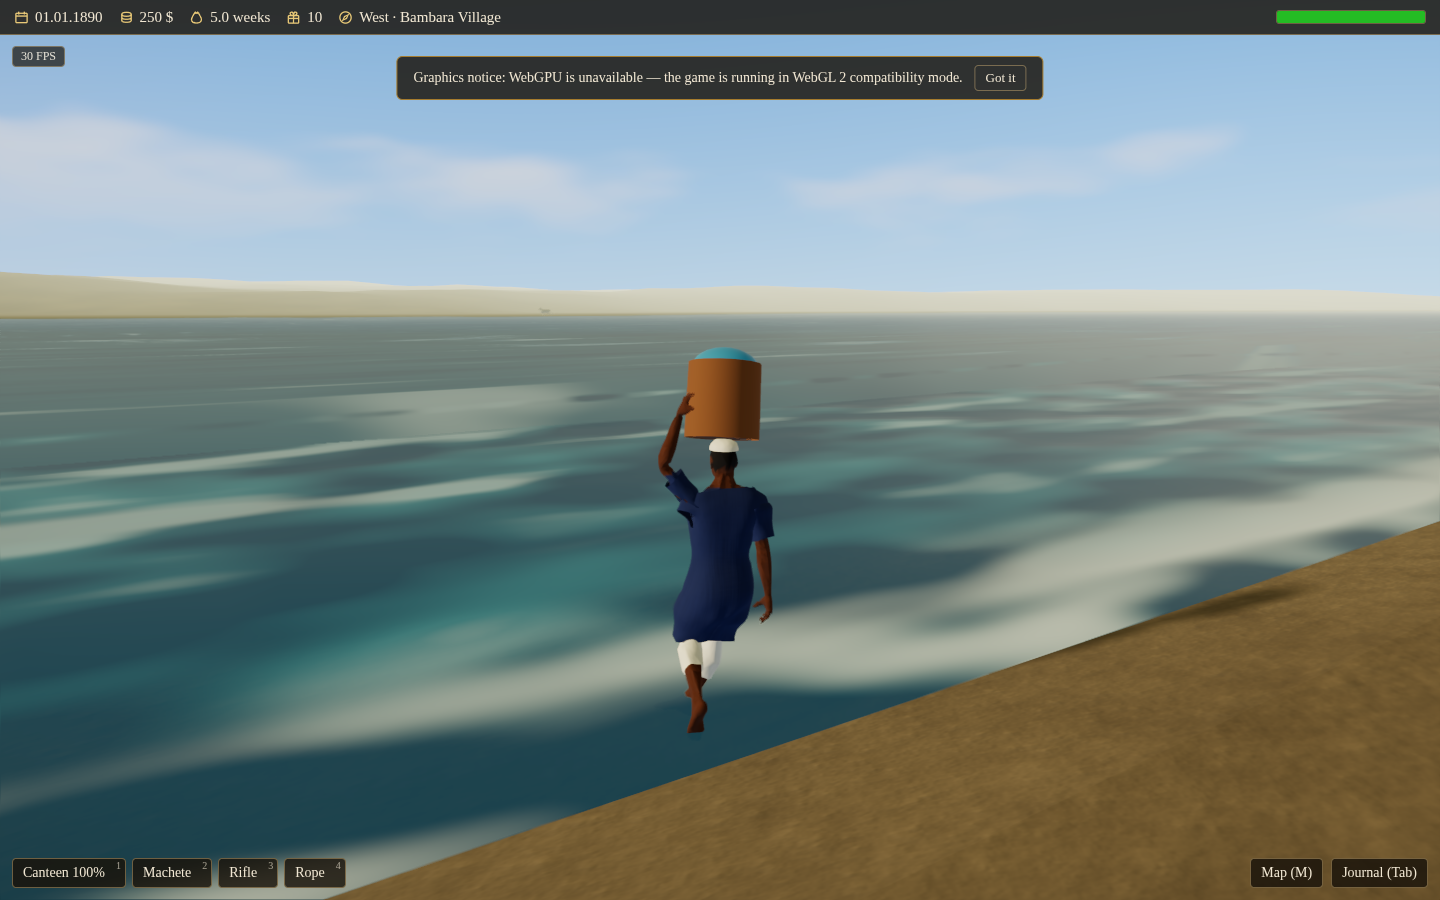 01.01.1890 250 $ 5.0 weeks 10 West · Bambara Village
30 FPS
Graphics notice: WebGPU is unavailable — the game is running in WebGL 2 compatibility mode. Got it
Canteen 100% 1 Machete 2 Rifle 3 Rope 4 Map (M) Journal (Tab)